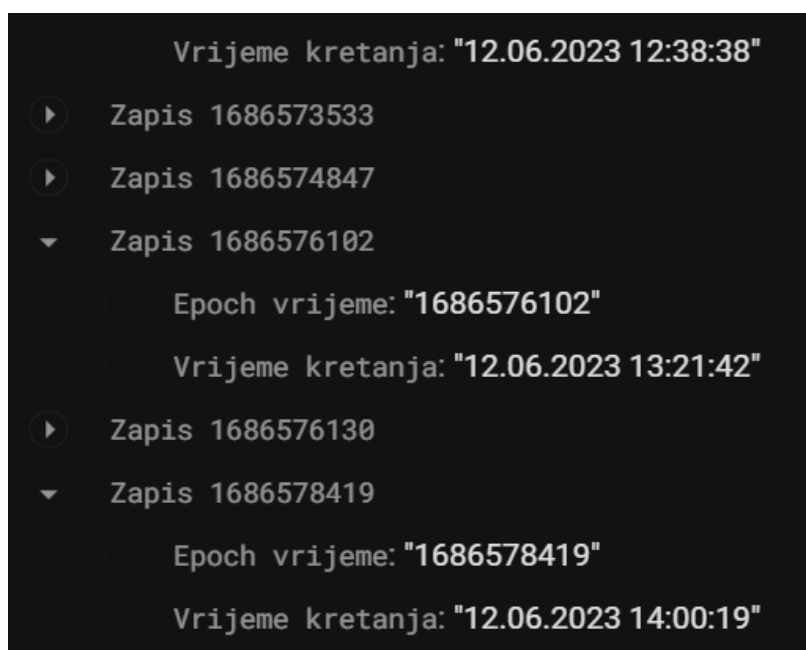 Vrijeme kretanja: "12.06.2023 12:38:38"
Zapis 1686573533
Zapis 1686574847
Zapis 1686576102
Epoch vrijeme: "1686576102"
Vrijeme kretanja: "12.06.2023 13:21:42"
Zapis 1686576130
Zapis 1686578419
Epoch vrijeme: "1686578419"
Vrijeme kretanja: "12.06.2023 14:00:19"